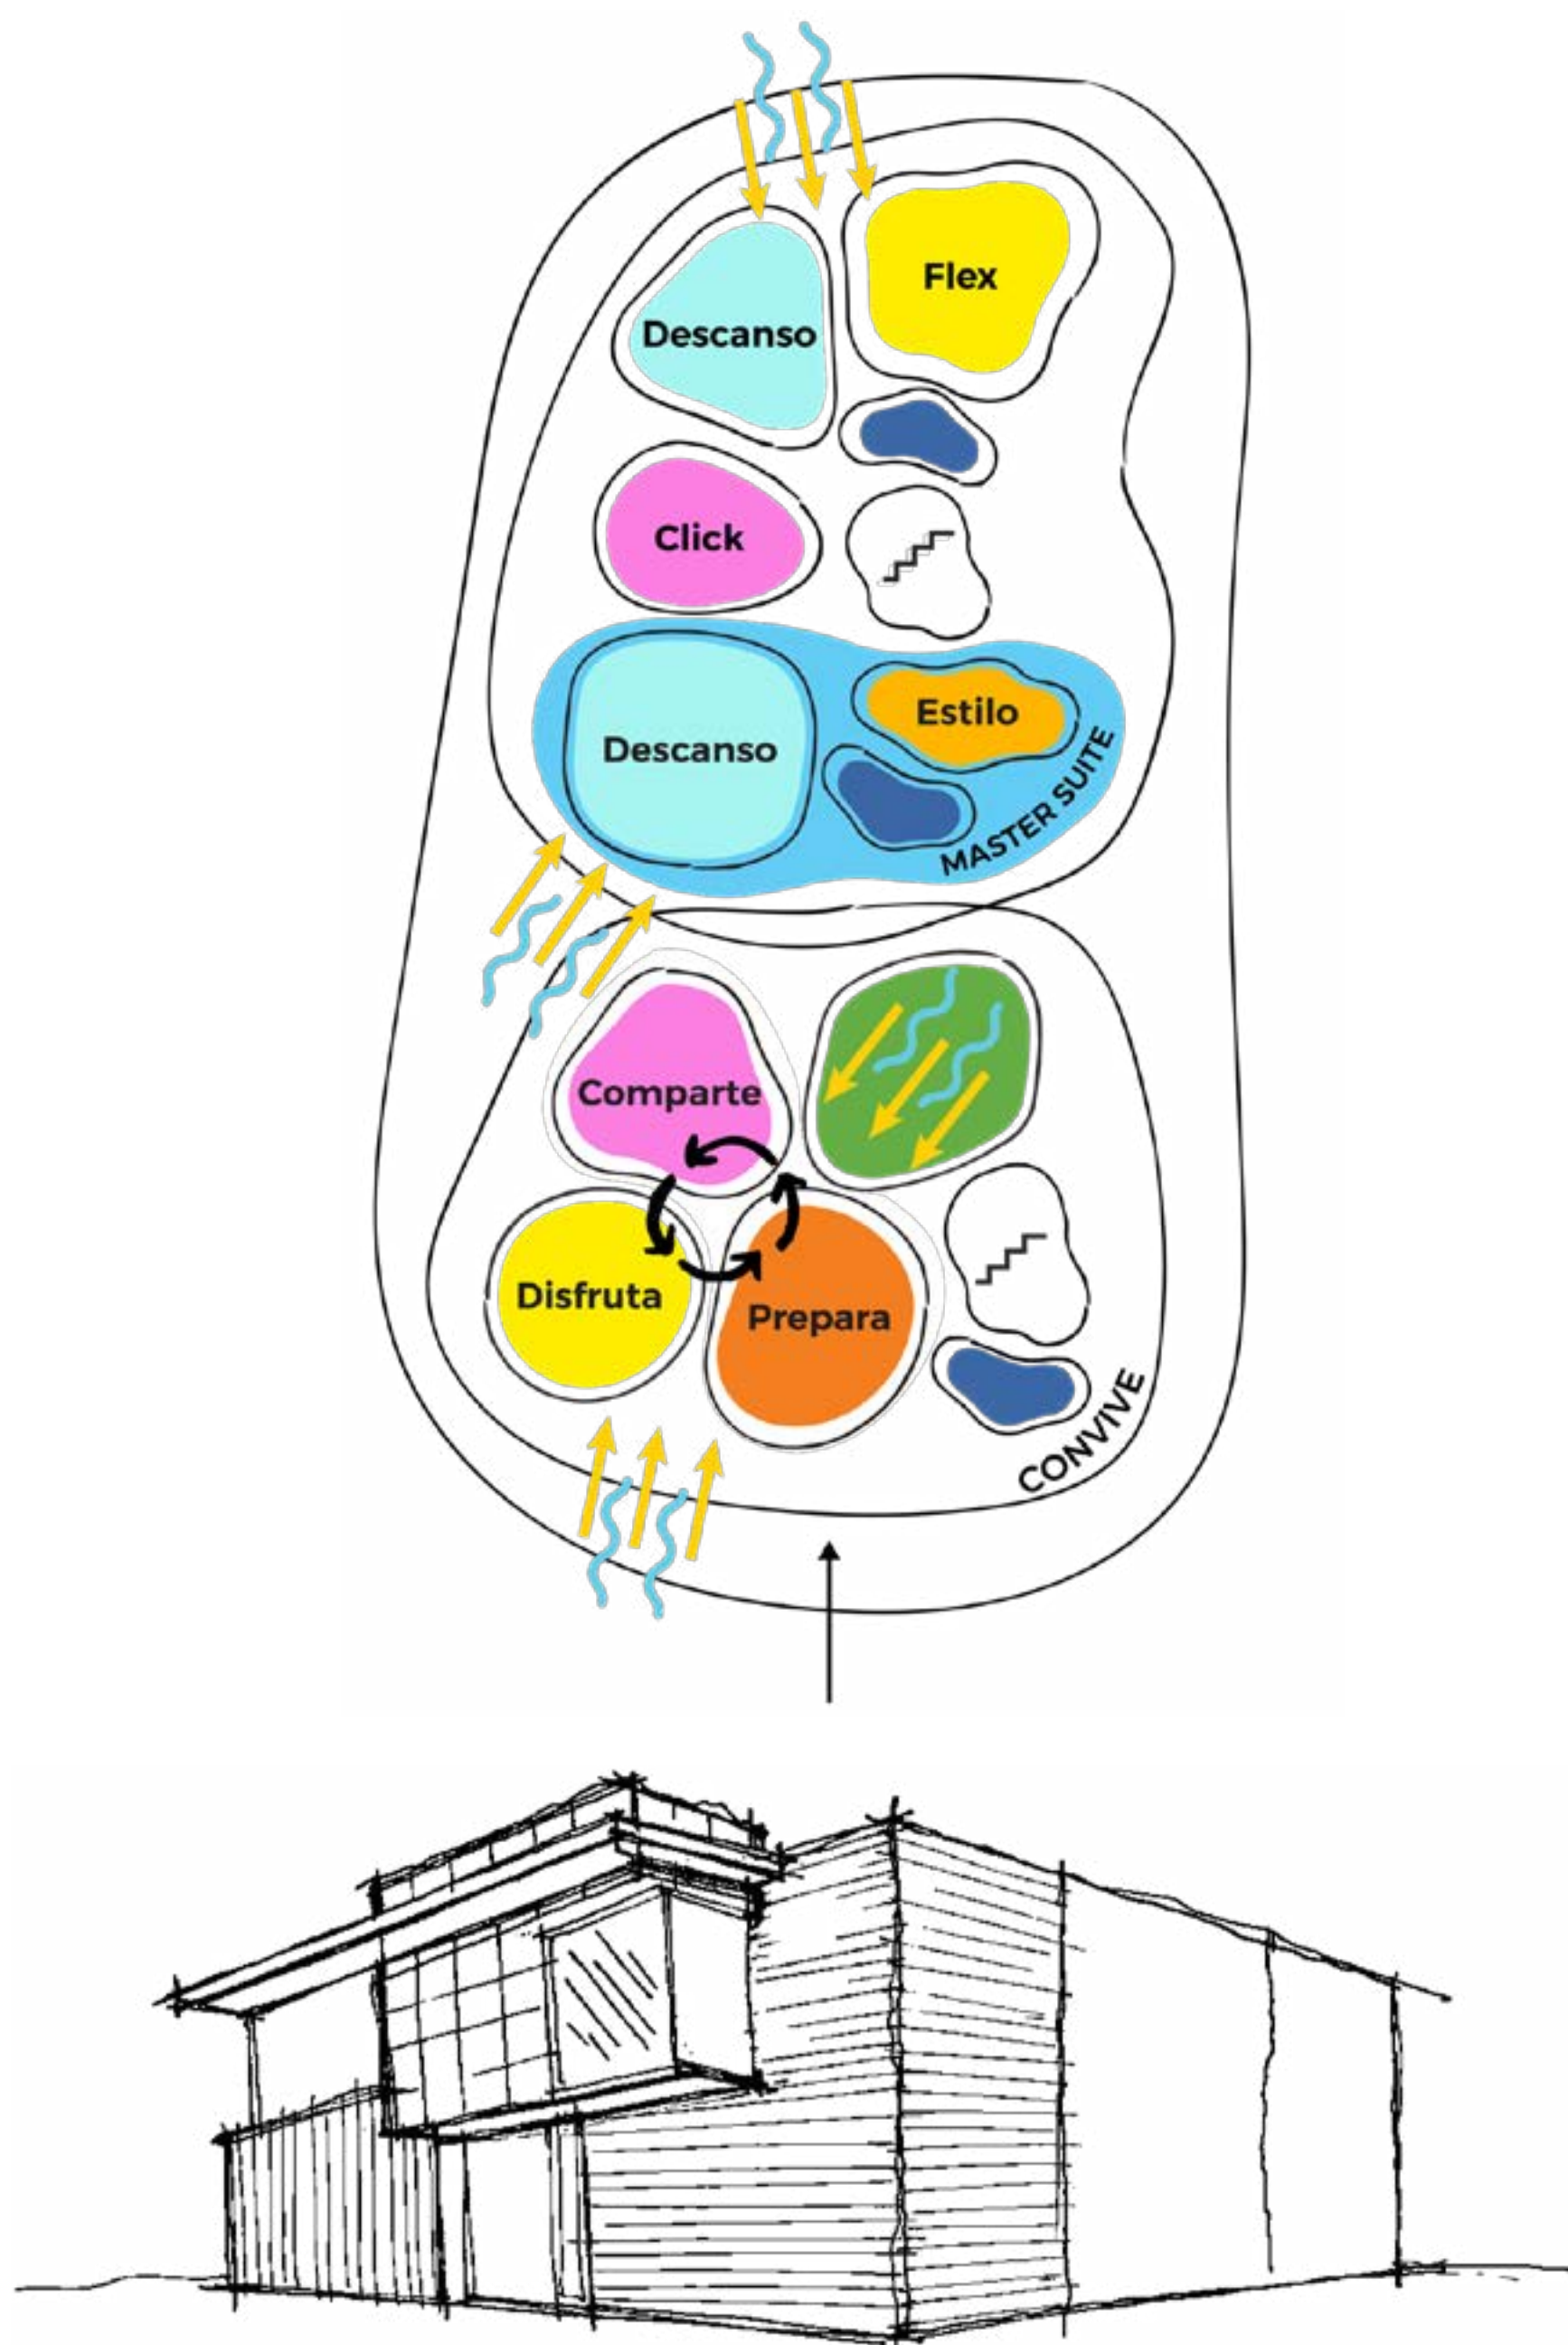 Flex
Descanso
Click
Estilo
Descanso
MASTER SUITE
Comparte
Disfruta
Prepara
CONVIVE